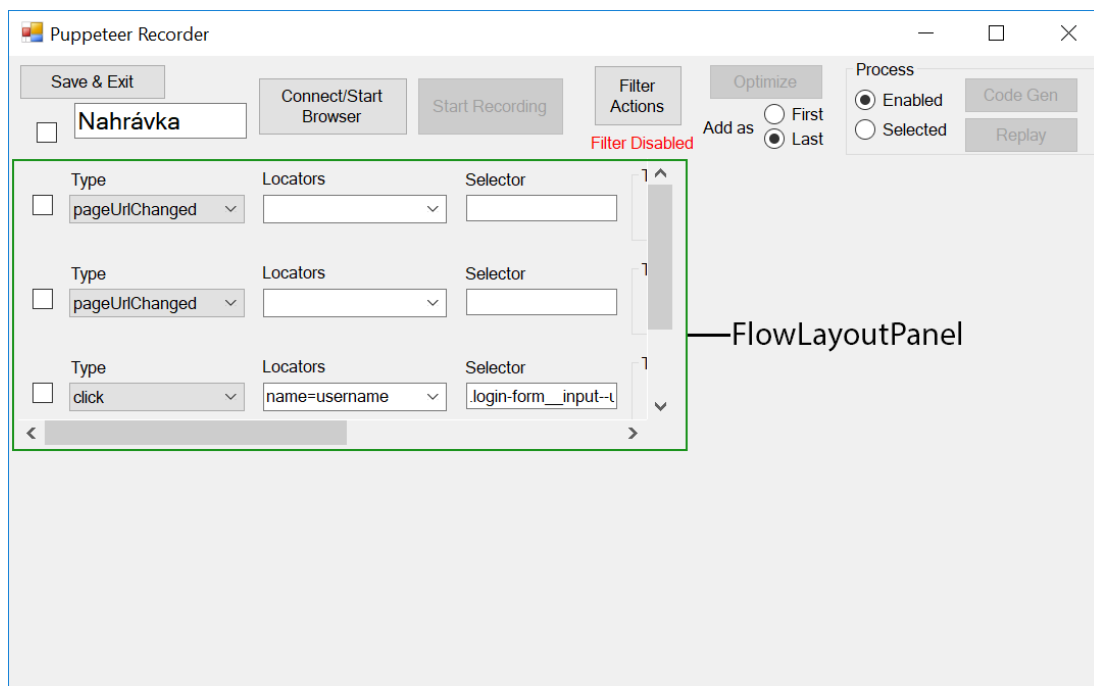 Puppeteer Recorder
Save & Exit
Nahrávka
Connect/Start
Browser
Start Recording
Filter
Actions
Filter Disabled
Optimize
Add as
First
Last
Process
Enabled
Selected
Code Gen
Replay
Type
Locators
Selector
pageUrlChanged
Type
Locators
Selector
pageUrlChanged
Type
Locators
Selector
click
name=username
.login-form__input--u
FlowLayoutPanel